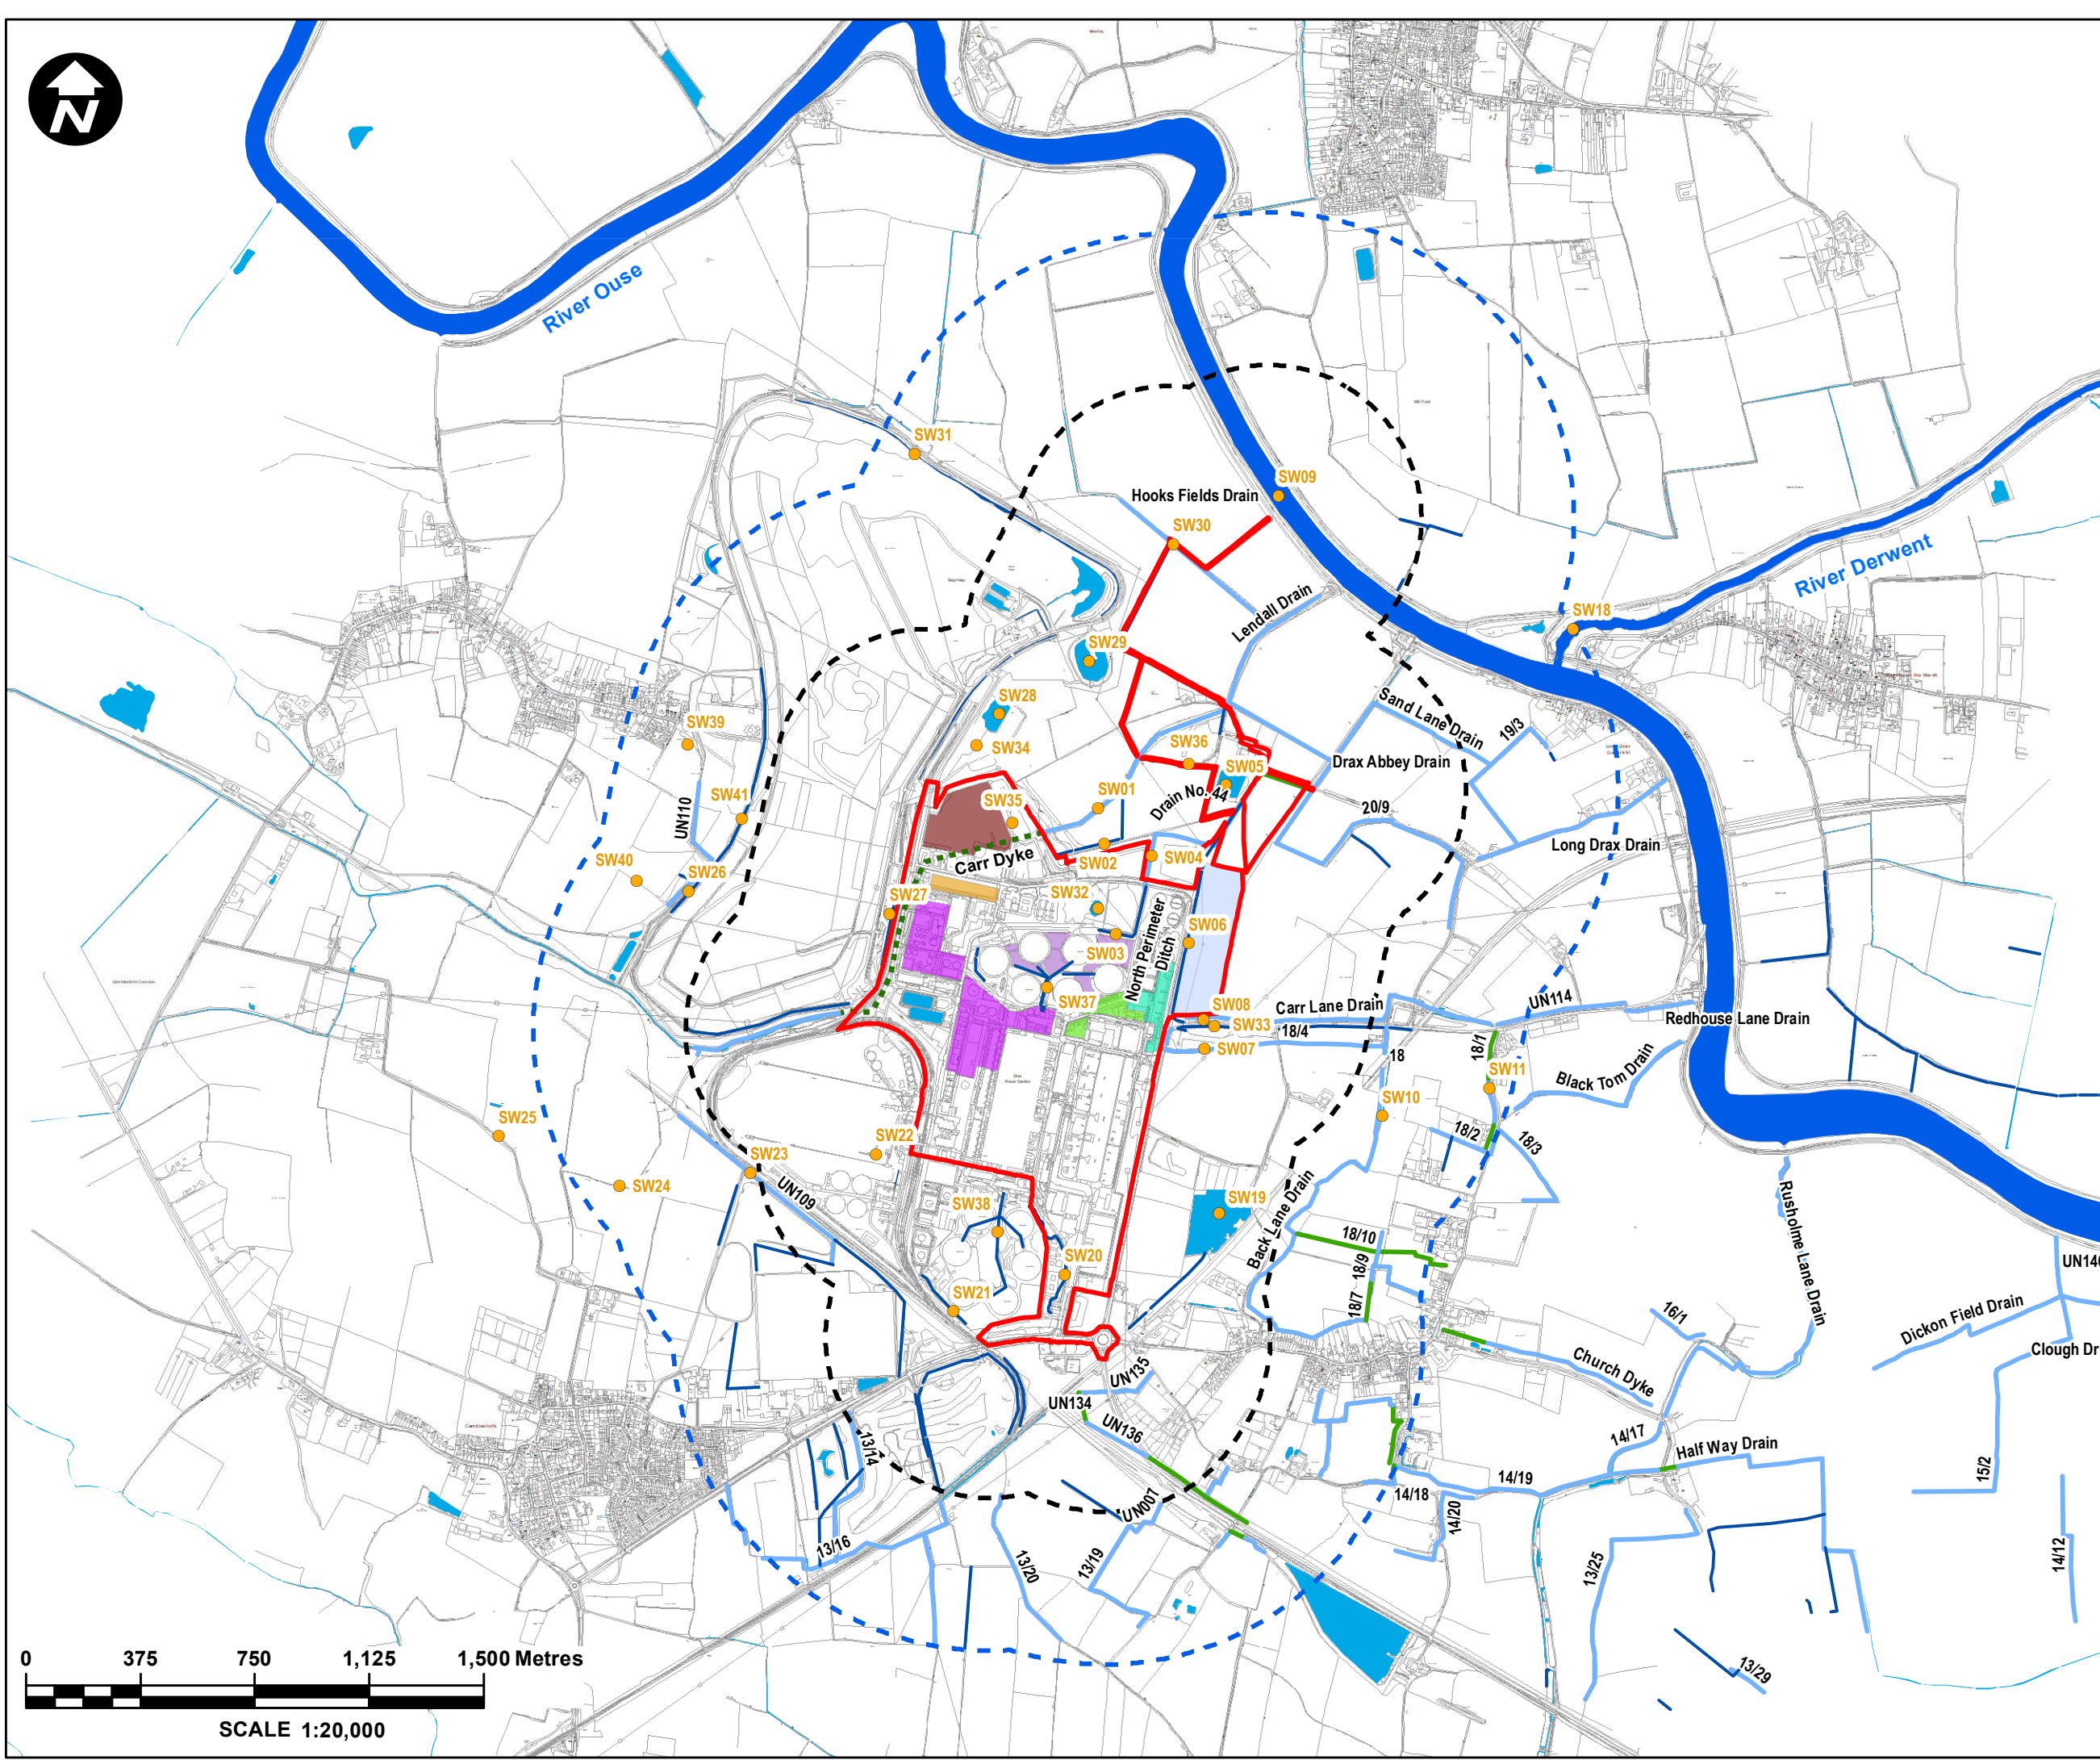 N
River Ouse
SW31
SW09
Hooks Fields Drain
SW30
River Derwent
SW18
Lendall Drain
SW29
SW28
Sand Lane Drain
19/3
SW39
SW34
SW36
Drax Abbey Drain
SW05
SW01
Drain No. 44
SW35
SW41
UN110
20/9
Long Drax Drain
Carr Dyke
SW02
SW04
SW40
SW26
SW32
SW27
SW06
SW03
North Perimeter
Ditch
SW37
SW08
Carr Lane Drain
UN114
Redhouse Lane Drain
SW33
18/4
SW07
18
18/1
SW11
Black Tom Drain
SW10
SW25
SW22
18/2
18/3
SW23
SW24
UN109
SW38
SW19
Back Lane Drain
Rusholme Lane Drain
18/10
18/9
18/7
SW20
SW21
UN140
16/1
Dickon Field Drain
Clough Dr
Church Dyke
UN135
UN134
UN136
13/14
14/17
Half Way Drain
14/19
14/18
14/20
15/2
UN007
13/16
13/20
13/19
13/25
14/12
13/29
0 375 750 1,125 1,500 Metres
SCALE 1:20,000